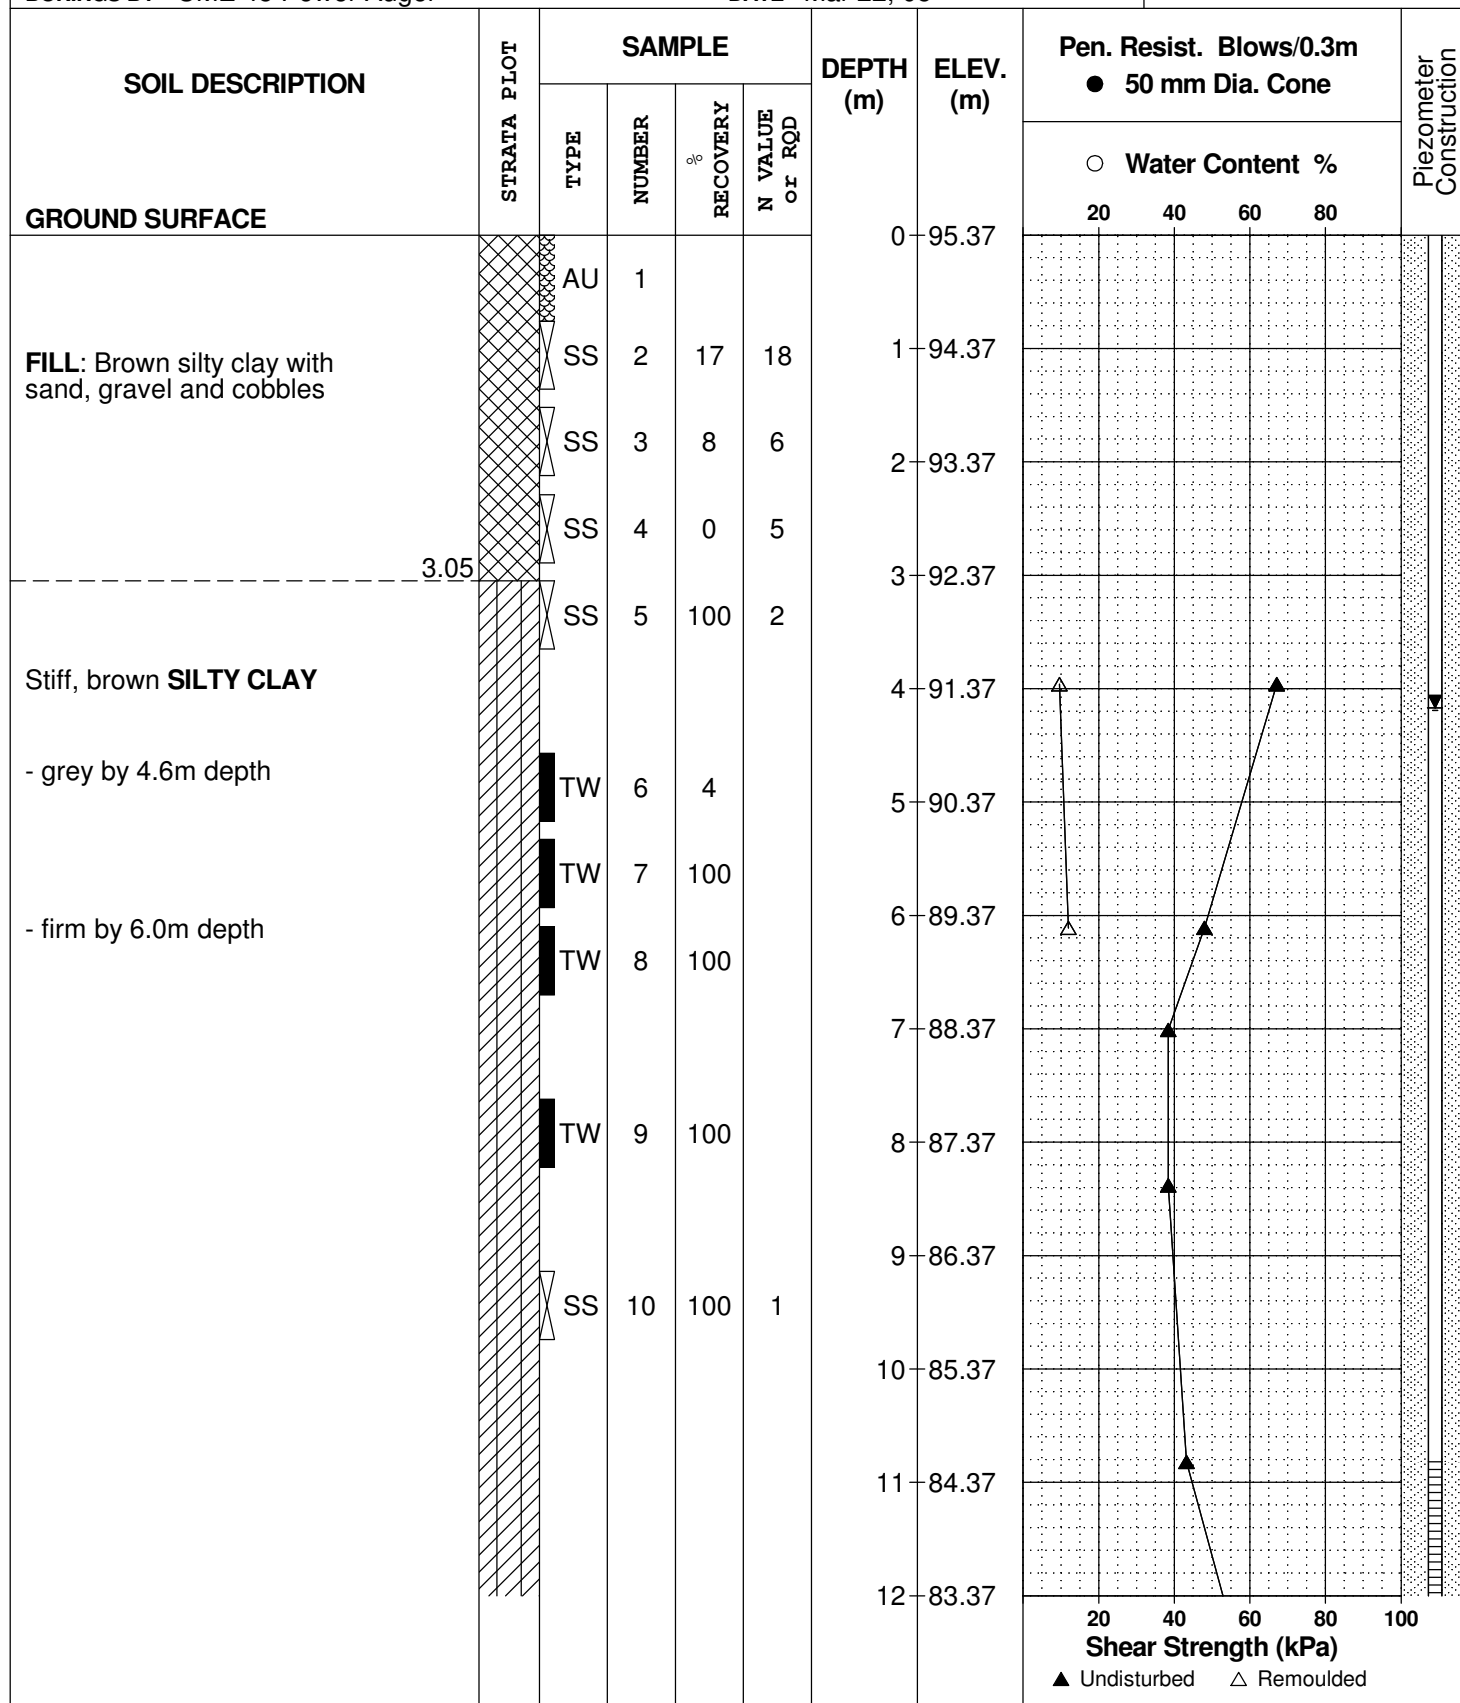 SOIL DESCRIPTION
GROUND SURFACE
STRATA PLOT
SAMPLE
TYPE
NUMBER
%
RECOVERY
N VALUE
or RQD
DEPTH
(m)
ELEV.
(m)
Pen. Resist. Blows/0.3m
● 50 mm Dia. Cone
○ Water Content %
20 40 60 80
Piezometer
Construction
0 95.37
AU 1
FILL: Brown silty clay with
sand, gravel and cobbles
SS 2 17 18
1 94.37
SS 3 8 6
2 93.37
SS 4 0 5
3.05
3 92.37
SS 5 100 2
Stiff, brown SILTY CLAY
4 91.37
- grey by 4.6m depth
TW 6 4
5 90.37
TW 7 100
6 89.37
- firm by 6.0m depth
TW 8 100
7 88.37
TW 9 100
8 87.37
9 86.37
SS 10 100 1
10 85.37
11 84.37
12 83.37
20 40 60 80 100
Shear Strength (kPa)
▲ Undisturbed △ Remoulded